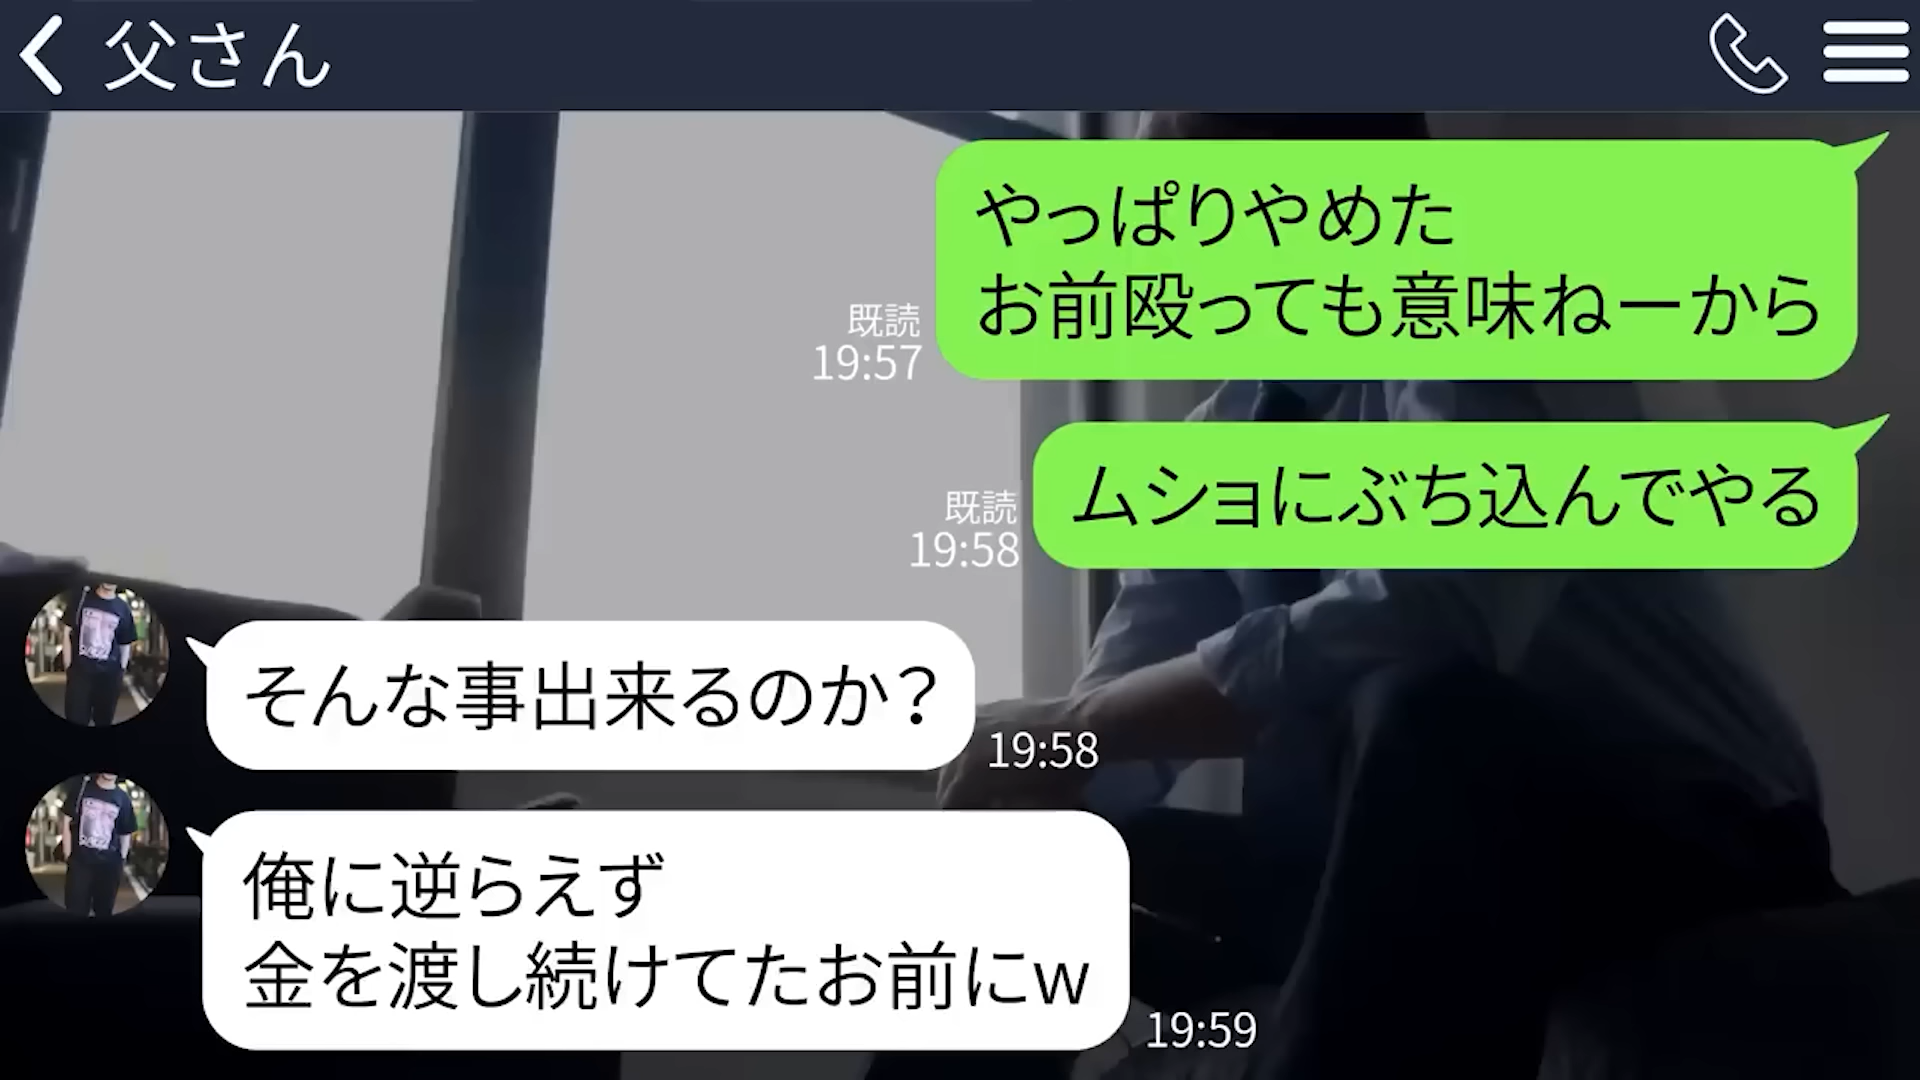 父さん
やっぱりやめた
お前殴っても意味ねーから
既読
19:57
ムショにぶち込んでやる
既読
19:58
そんな事出来るのか？
19:58
俺に逆らえず
金を渡し続けてたお前にw
19:59